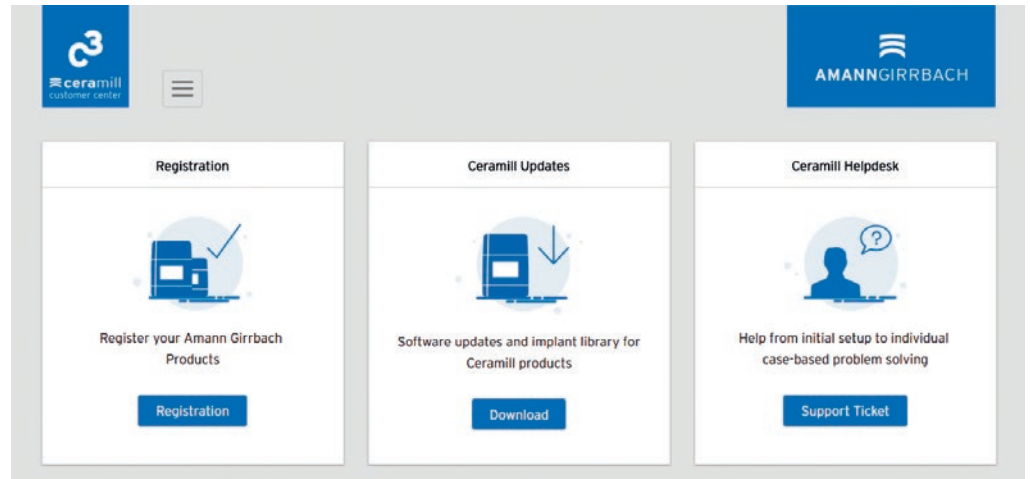 C3
ceramill
customer center
AMANNGIRRBACH
Registration
Register your Amann Girrbach
Products
Registration
Ceramill Updates
Software updates and implant library for
Ceramill products
Download
Ceramill Helpdesk
?
Help from initial setup to individual
case-based problem solving
Support Ticket